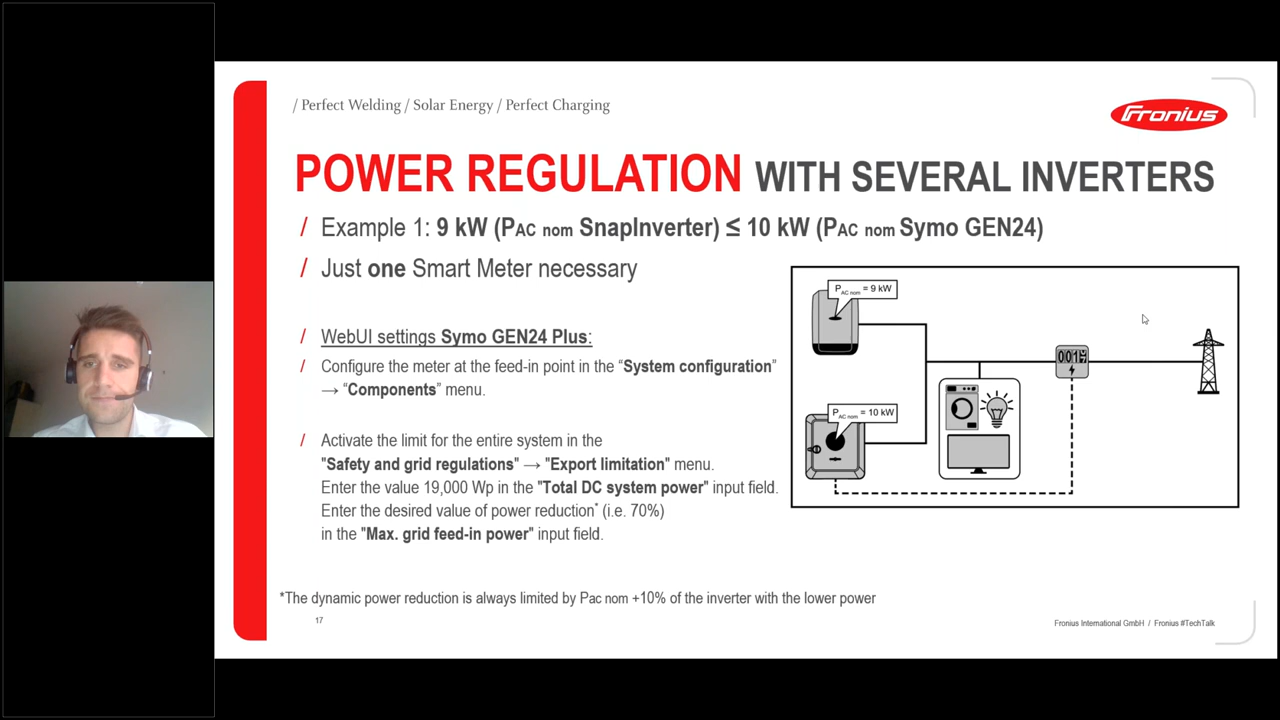 / Perfect Welding / Solar Energy / Perfect Charging
Fronius
POWER REGULATION WITH SEVERAL INVERTERS
/ Example 1: 9 kW (PAC nom SnapInverter) ≤ 10 kW (PAC nom Symo GEN24)
/ Just one Smart Meter necessary
/ WebUI settings Symo GEN24 Plus:
/ Configure the meter at the feed-in point in the “System configuration”
→ “Components” menu.
/ Activate the limit for the entire system in the
"Safety and grid regulations" → "Export limitation" menu.
Enter the value 19,000 Wp in the "Total DC system power" input field.
Enter the desired value of power reduction* (i.e. 70%)
in the "Max. grid feed-in power" input field.
PAC nom = 9 kW
PAC nom = 10 kW
*The dynamic power reduction is always limited by Pac nom +10% of the inverter with the lower power
17
Fronius International GmbH / Fronius #TechTalk